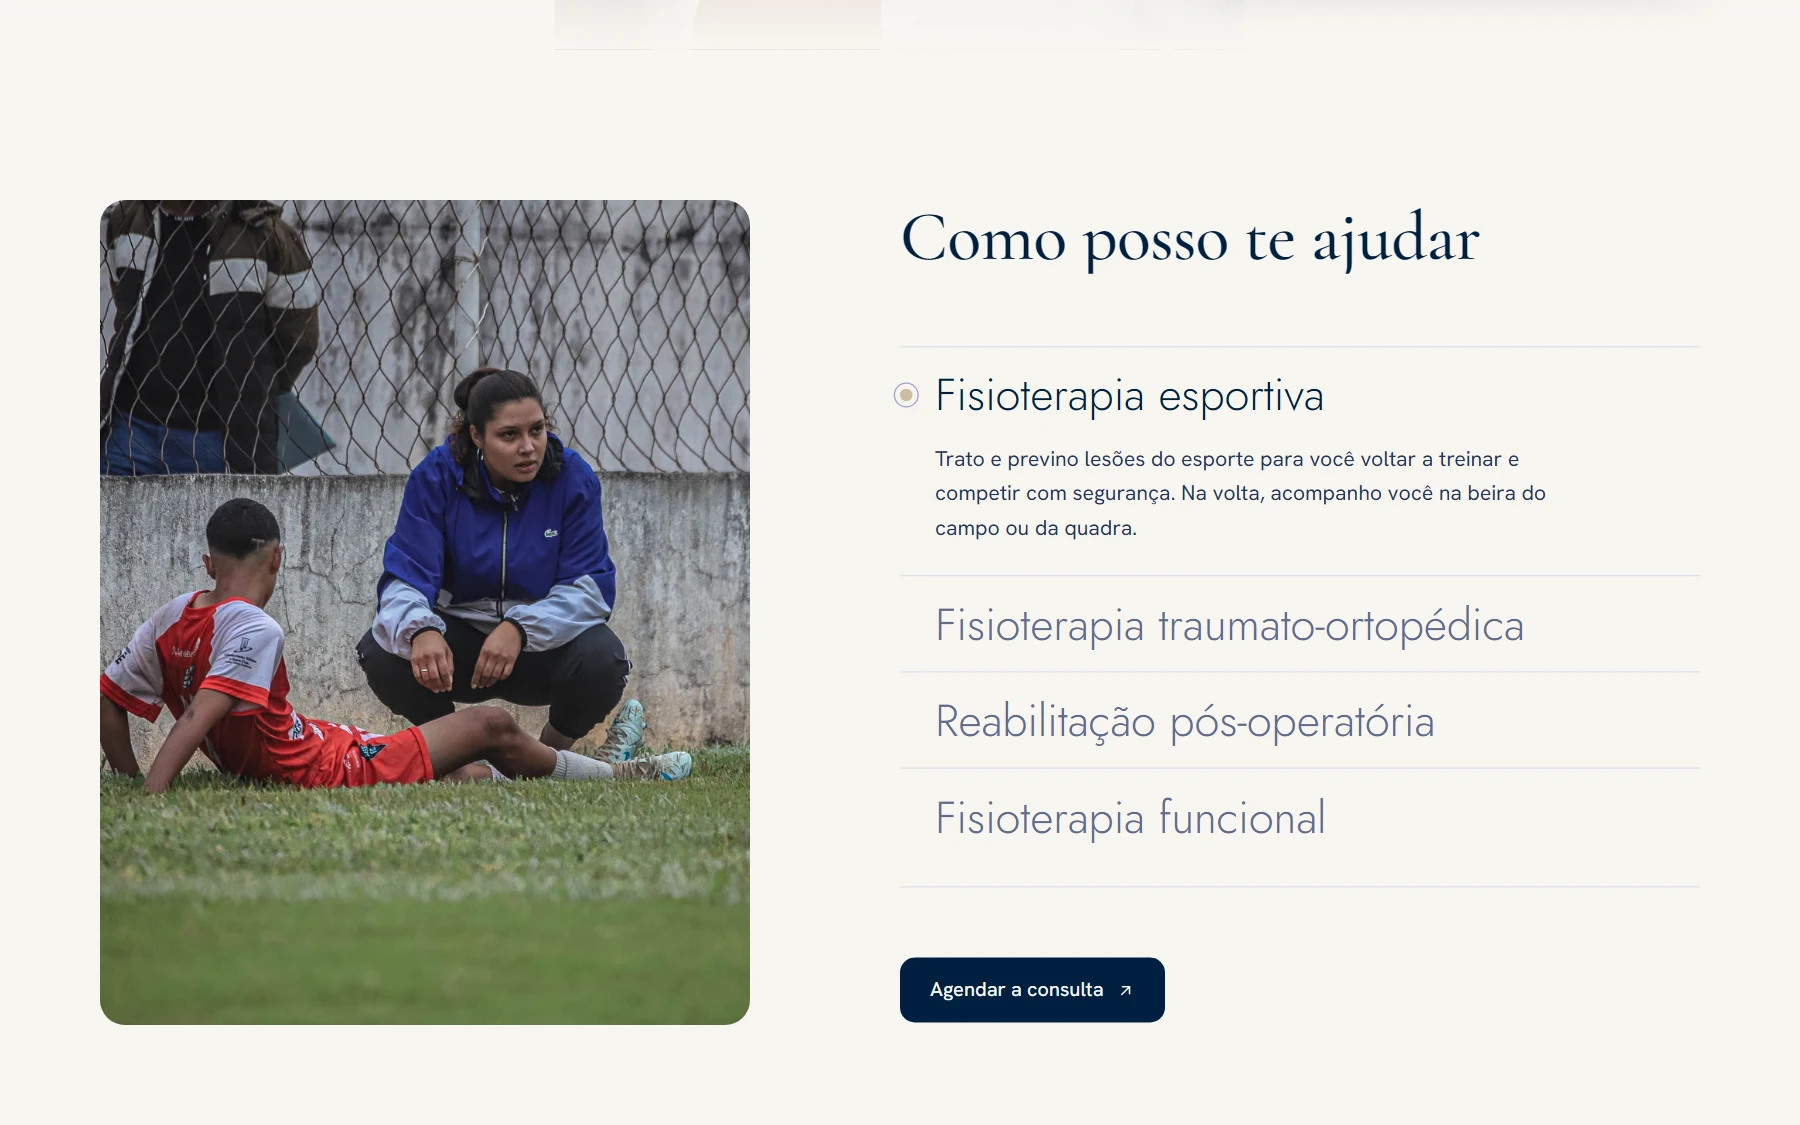 Como posso te ajudar
Fisioterapia esportiva
Trato e previno lesões do esporte para você voltar a treinar e
competir com segurança. Na volta, acompanho você na beira do
campo ou da quadra.
Fisioterapia traumato-ortopédica
Reabilitação pós-operatória
Fisioterapia funcional
Agendar a consulta